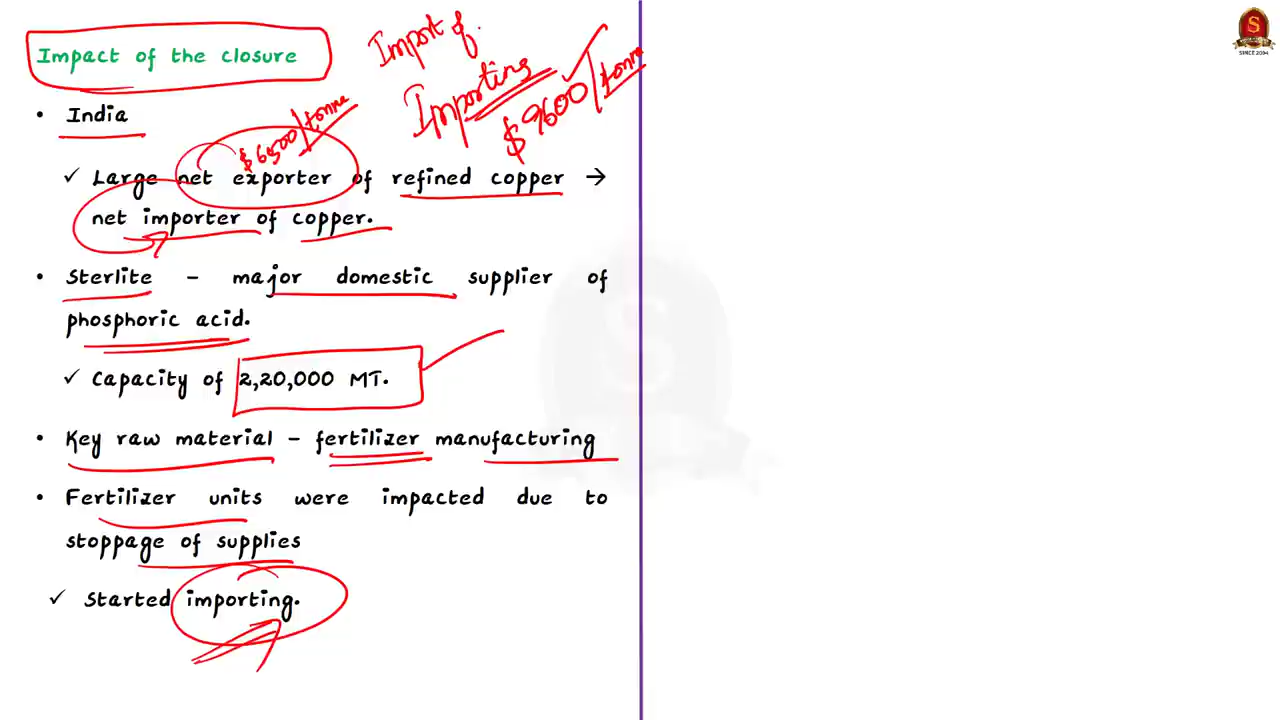 Impact of the closure
Import of
Importing
$9600/tonne
$6500/tonne
• India
✓ Large net exporter of refined copper →
net importer of copper.
• Sterlite - major domestic supplier of
phosphoric acid.
✓ Capacity of 2,20,000 MT.
• Key raw material - fertilizer manufacturing
• Fertilizer units were impacted due to
stoppage of supplies
✓ Started importing.
S